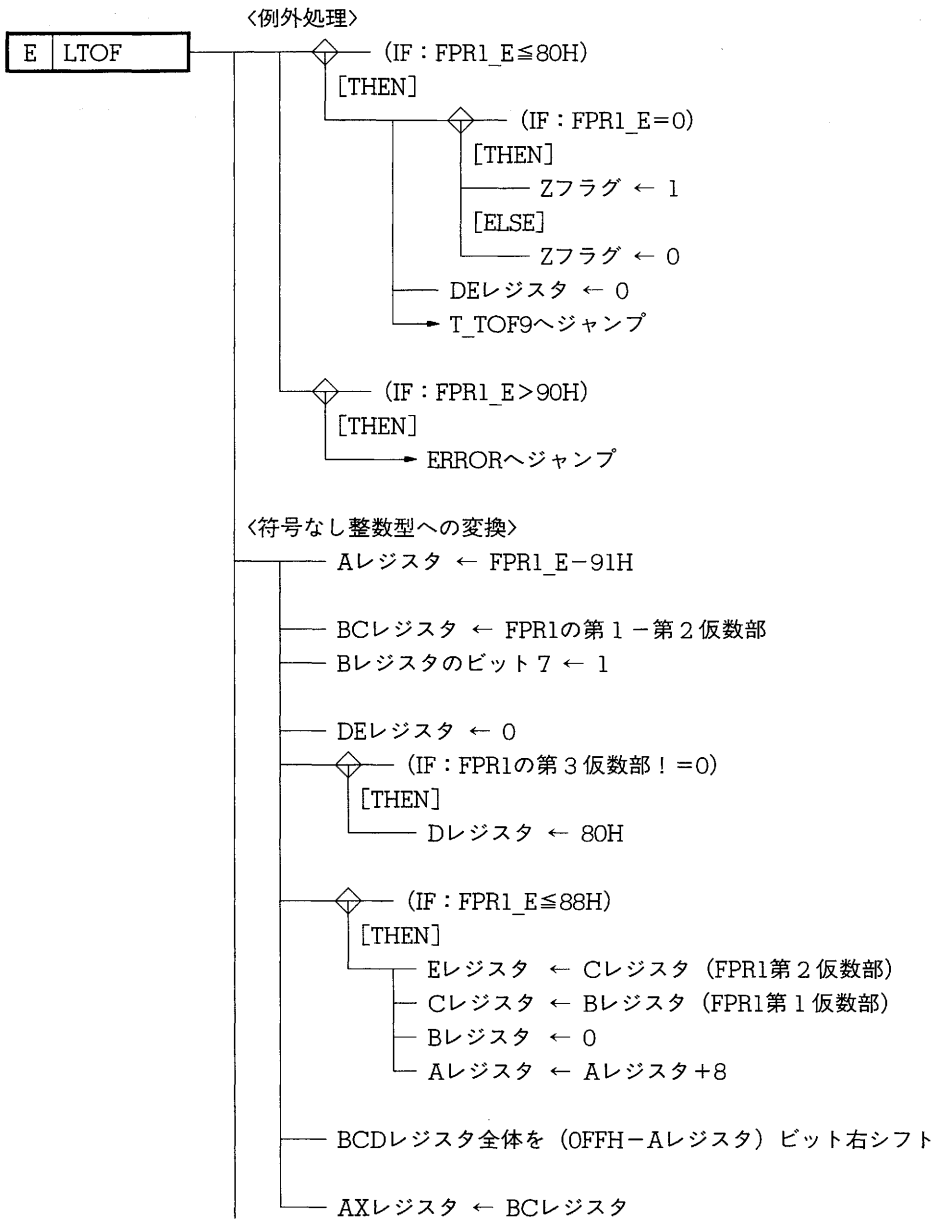 〈例外処理〉
E LTOF
(IF：FPR1_E≦80H)
[THEN]
(IF：FPR1_E=0)
[THEN]
Zフラグ ← 1
[ELSE]
Zフラグ ← 0
DEレジスタ ← 0
T_TOF9へジャンプ
(IF：FPR1_E>90H)
[THEN]
ERRORへジャンプ
〈符号なし整数型への変換〉
Aレジスタ ← FPR1_E−91H
BCレジスタ ← FPR1の第1−第2仮数部
Bレジスタのビット7 ← 1
DEレジスタ ← 0
(IF：FPR1の第3仮数部！=0)
[THEN]
Dレジスタ ← 80H
(IF：FPR1_E≦88H)
[THEN]
Eレジスタ ← Cレジスタ (FPR1第2仮数部)
Cレジスタ ← Bレジスタ (FPR1第1仮数部)
Bレジスタ ← 0
Aレジスタ ← Aレジスタ+8
BCDレジスタ全体を (0FFH−Aレジスタ) ビット右シフト
AXレジスタ ← BCレジスタ